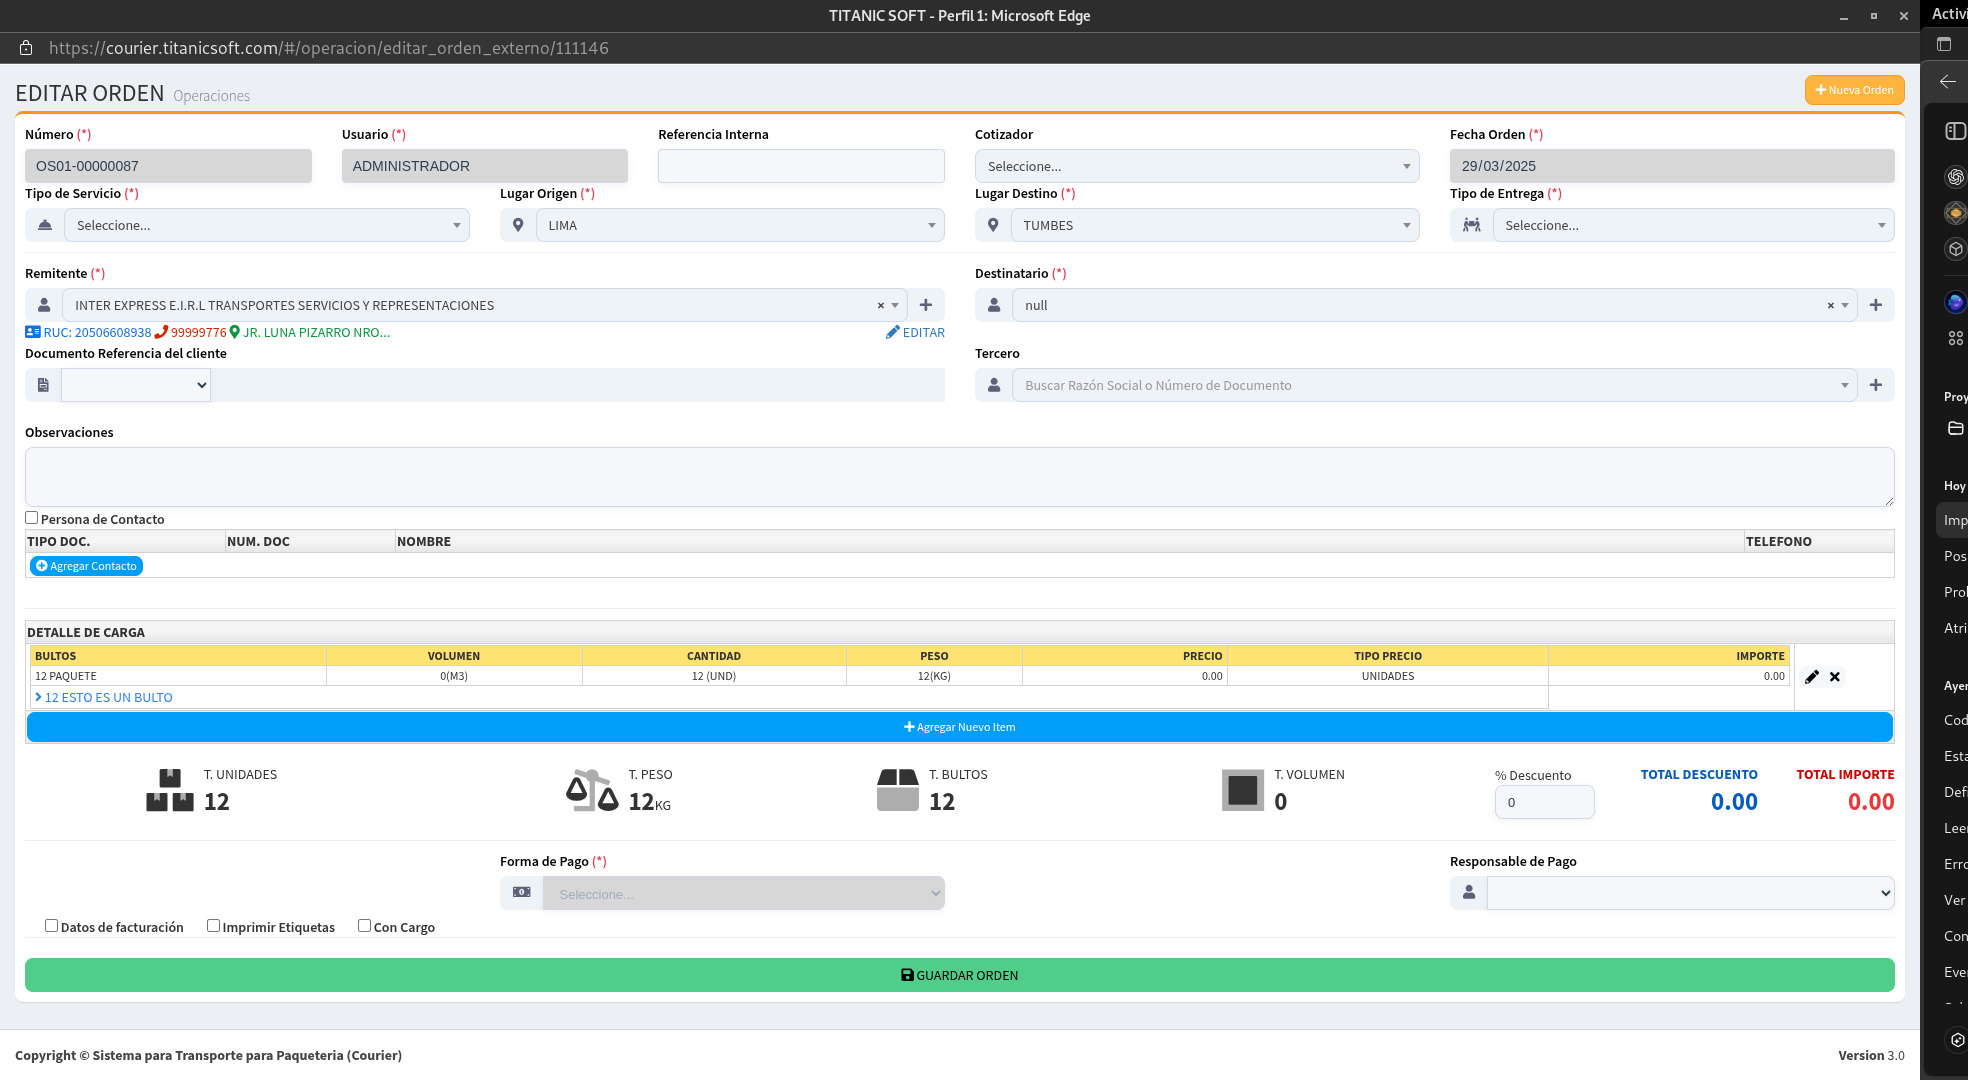 TITANIC SOFT - Perfil 1: Microsoft Edge
https://courier.titanicsoft.com/#/operacion/editar_orden_externo/111146
EDITAR ORDEN Operaciones
Nueva Orden
Número (*) Usuario (*) Referencia Interna Cotizador Fecha Orden (*)
OS01-00000087 ADMINISTRADOR Seleccione... 29/03/2025
Tipo de Servicio (*) Lugar Origen (*) Lugar Destino (*) Tipo de Entrega (*)
Seleccione... LIMA TUMBES Seleccione...
Remitente (*) Destinatario (*)
INTER EXPRESS E.I.R.L TRANSPORTES SERVICIOS Y REPRESENTACIONES × null ×
RUC: 20506608938 99999776 JR. LUNA PIZARRO NRO... EDITAR
Documento Referencia del cliente Tercero
Buscar Razón Social o Número de Documento
Observaciones
Persona de Contacto
TIPO DOC. NUM. DOC NOMBRE TELEFONO
Agregar Contacto
DETALLE DE CARGA
BULTOS VOLUMEN CANTIDAD PESO PRECIO TIPO PRECIO IMPORTE
12 PAQUETE 0(M3) 12 (UND) 12(KG) 0.00 UNIDADES 0.00
12 ESTO ES UN BULTO
Agregar Nuevo Item
T. UNIDADES T. PESO T. BULTOS T. VOLUMEN % Descuento TOTAL DESCUENTO TOTAL IMPORTE
12 12KG 12 0 0 0.00 0.00
Forma de Pago (*) Responsable de Pago
Seleccione...
Datos de facturación Imprimir Etiquetas Con Cargo
GUARDAR ORDEN
Copyright © Sistema para Transporte para Paqueteria (Courier) Version 3.0
Activi
Proy
Hoy
Imp
Pos
Prol
Atri
Ayer
Cod
Esta
Defi
Leer
Erro
Ver
Con
Eve